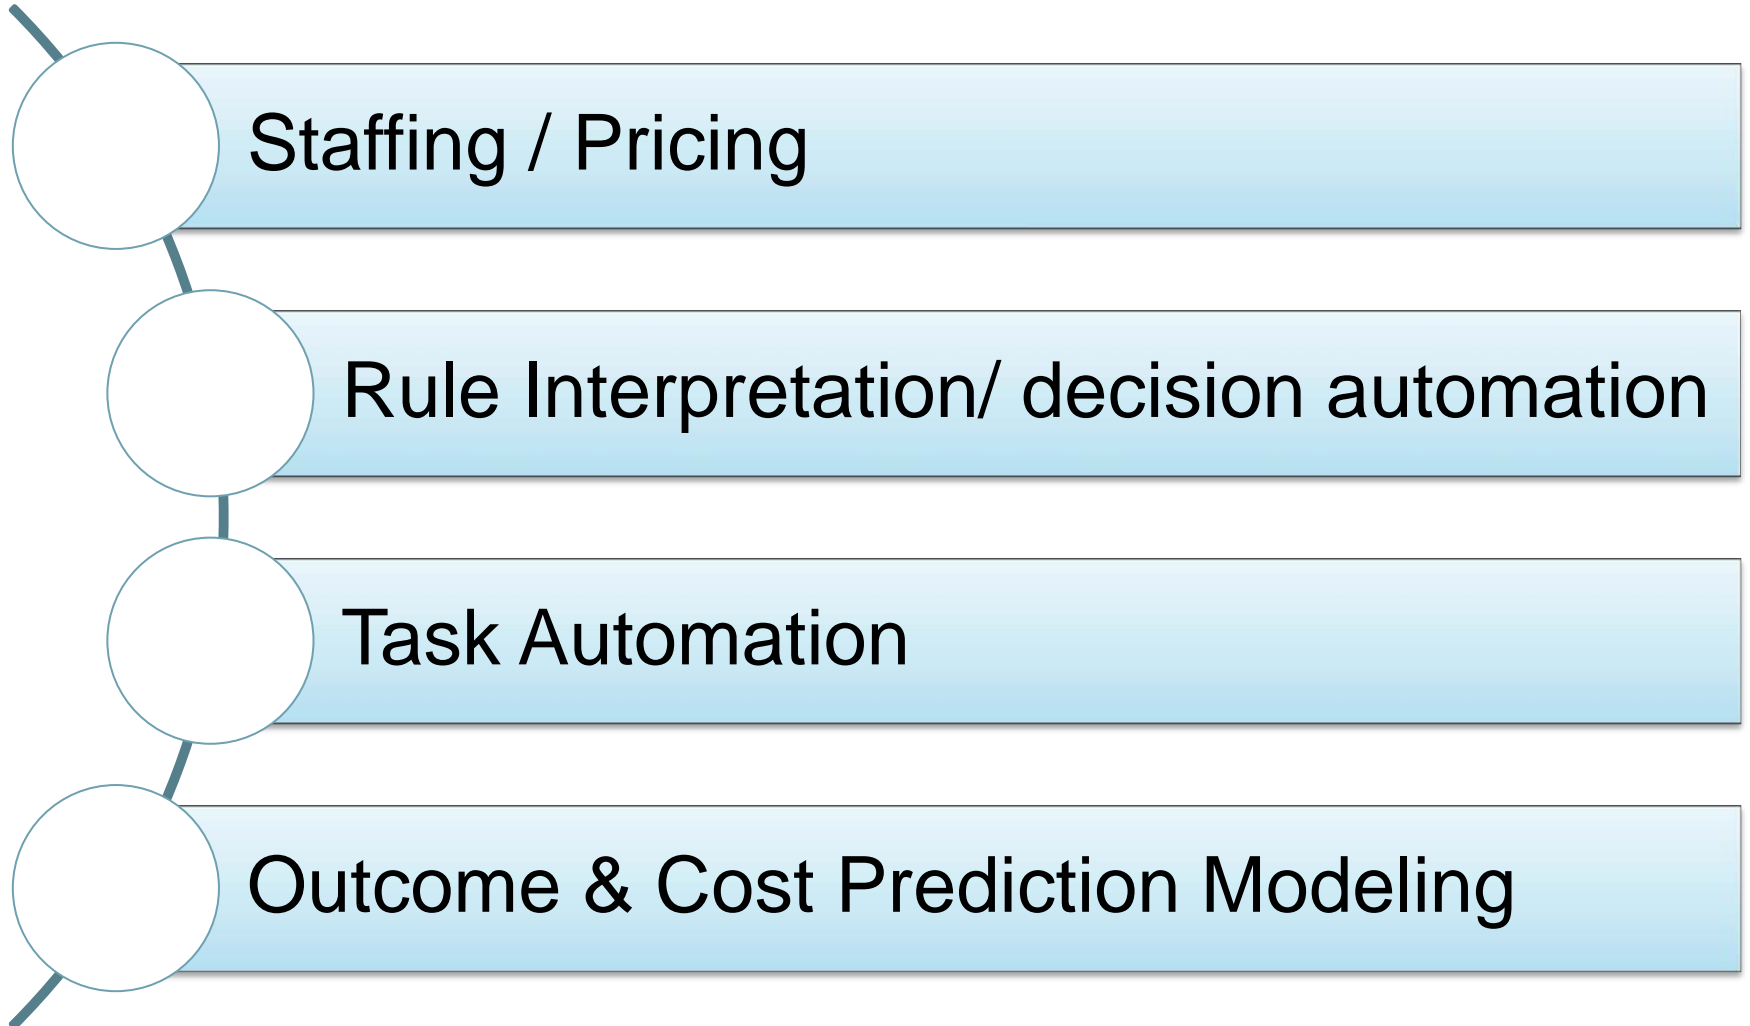 Staffing / Pricing
Rule Interpretation/ decision automation
Task Automation
Outcome & Cost Prediction Modeling